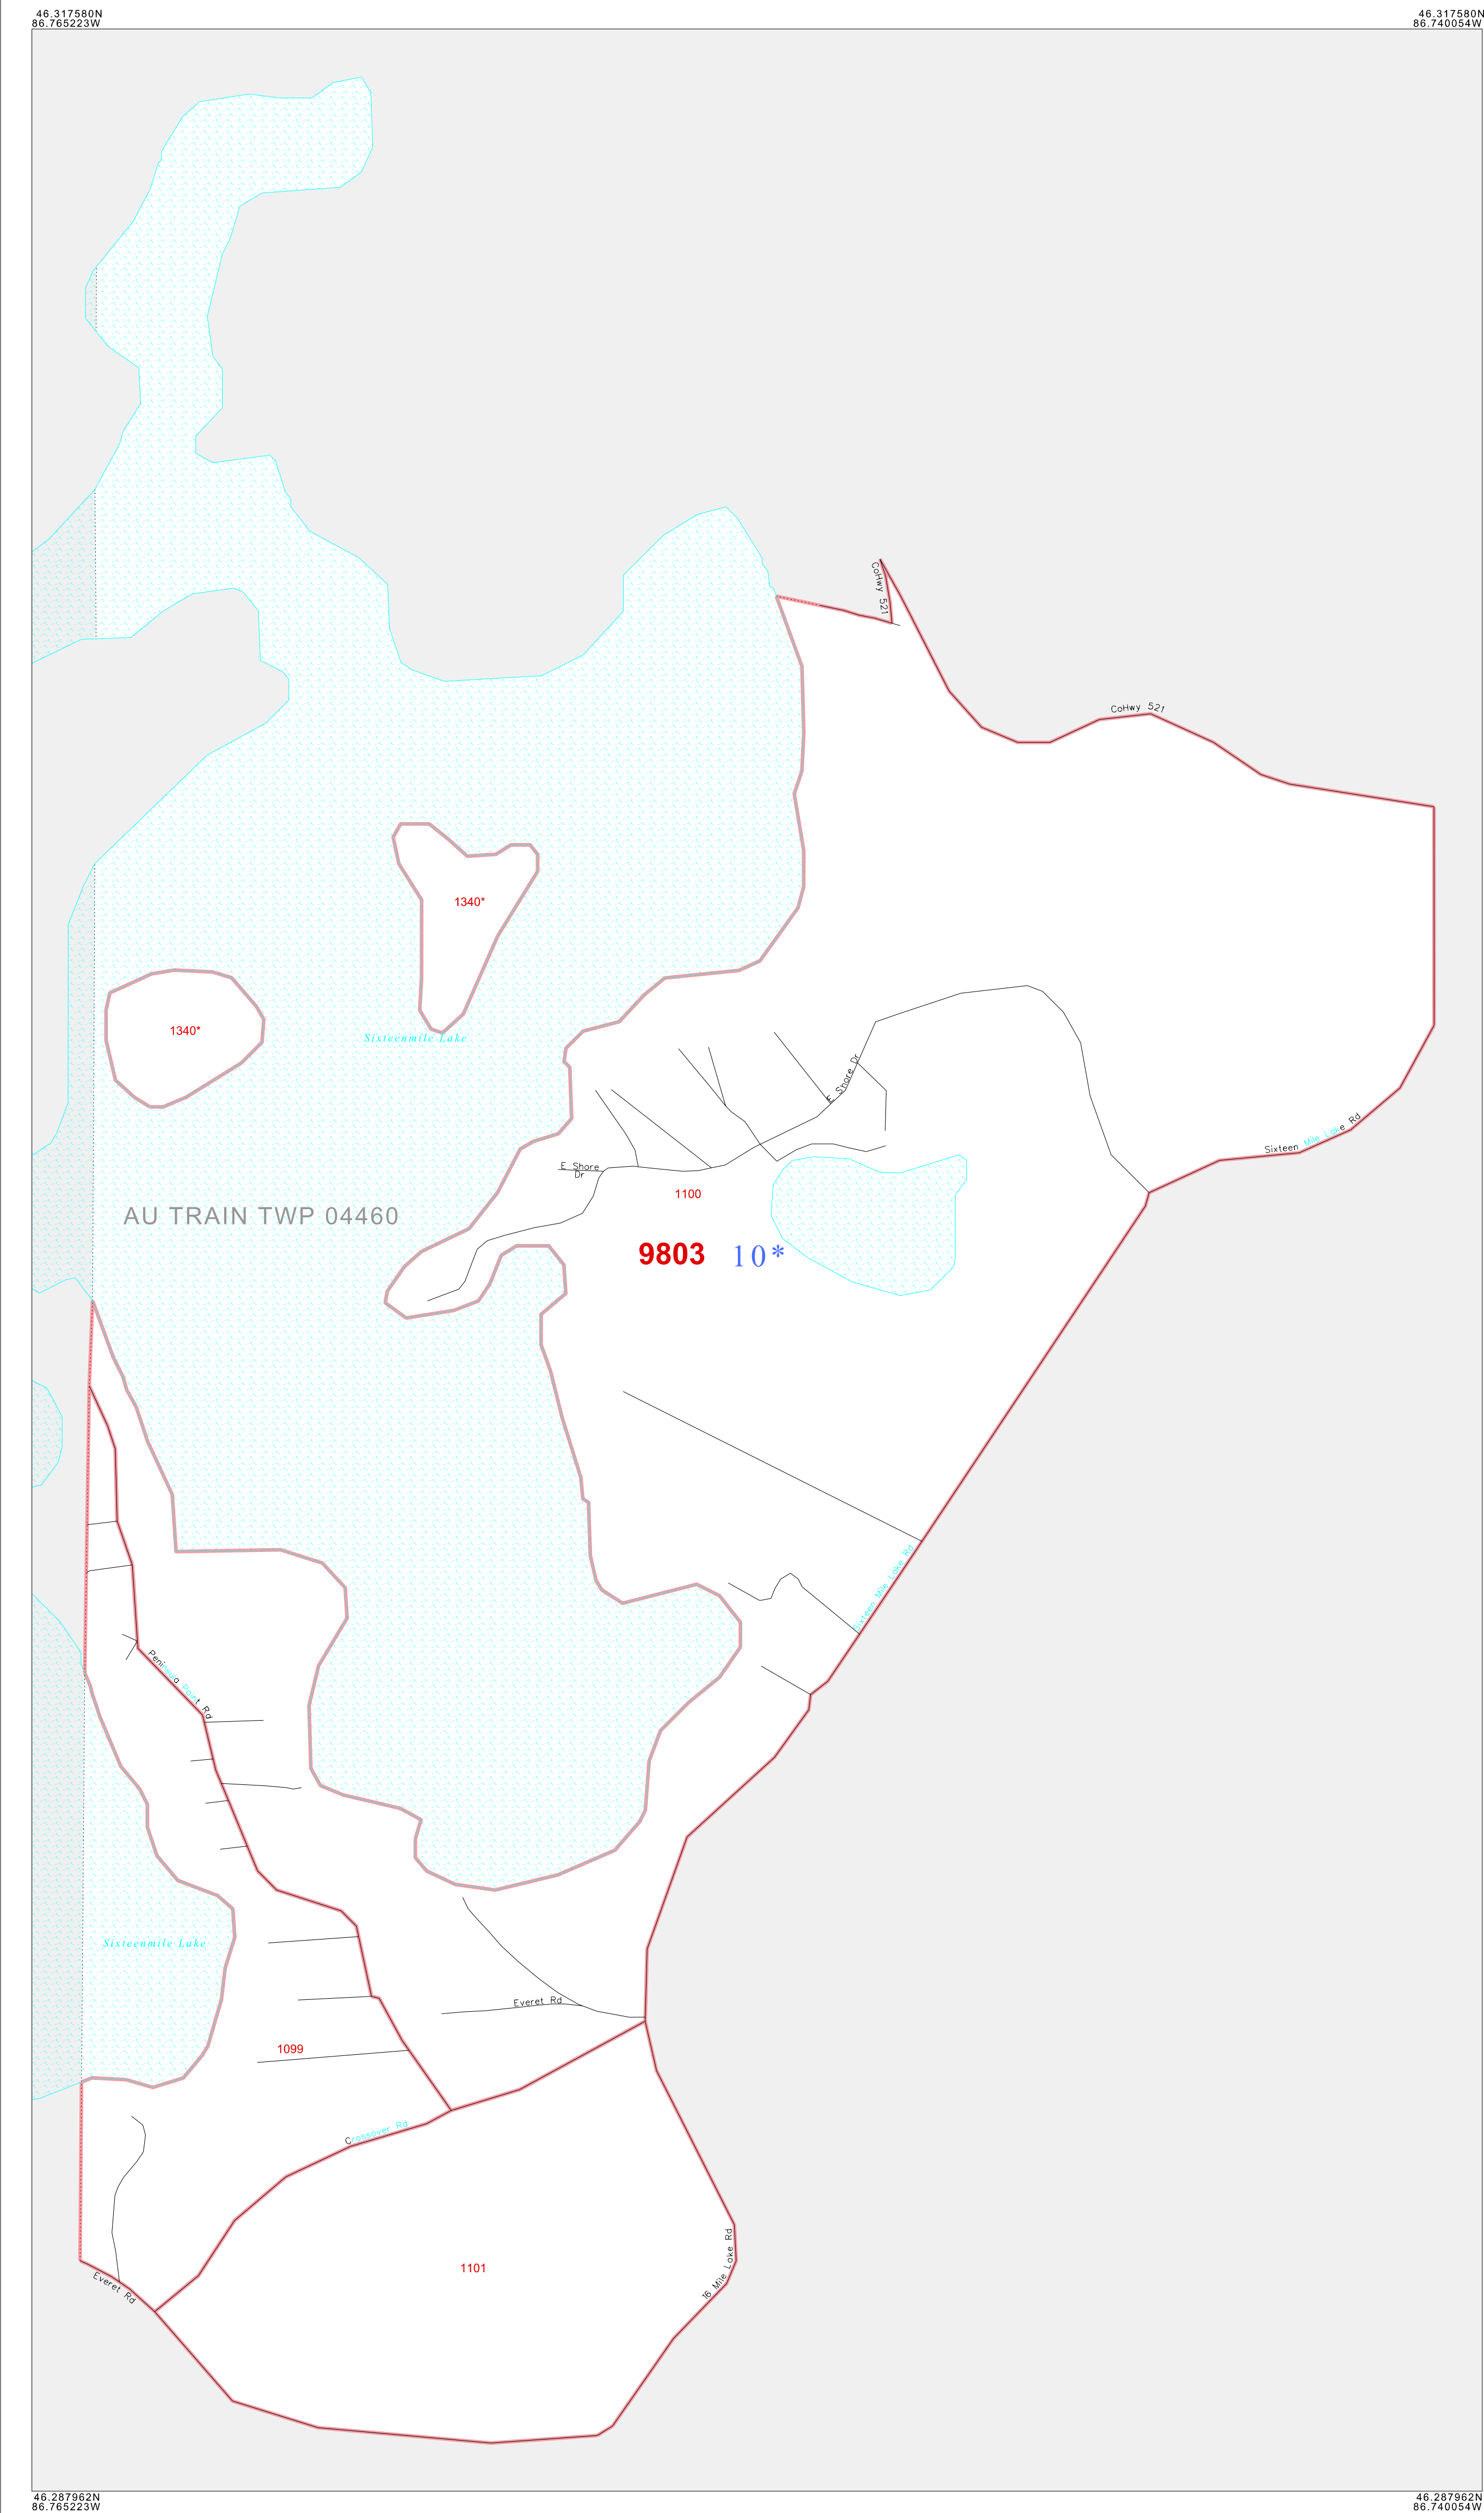 46.317580N
86.765223W
46.317580N
86.740054W
CoHwy 521
CoHwy 521
1340*
1340*
Sixteenmile Lake
E Shore Dr
Sixteen Mile Lake Rd
E Shore
Dr
1100
AU TRAIN TWP 04460
9803 10*
Sixteen Mile Lake Rd
Peninsula Point Rd
Sixteenmile Lake
Everet Rd
1099
Crossover Rd
1101
16 Mile Lake Rd
Everet Rd
46.287962N
86.765223W
46.287962N
86.740054W